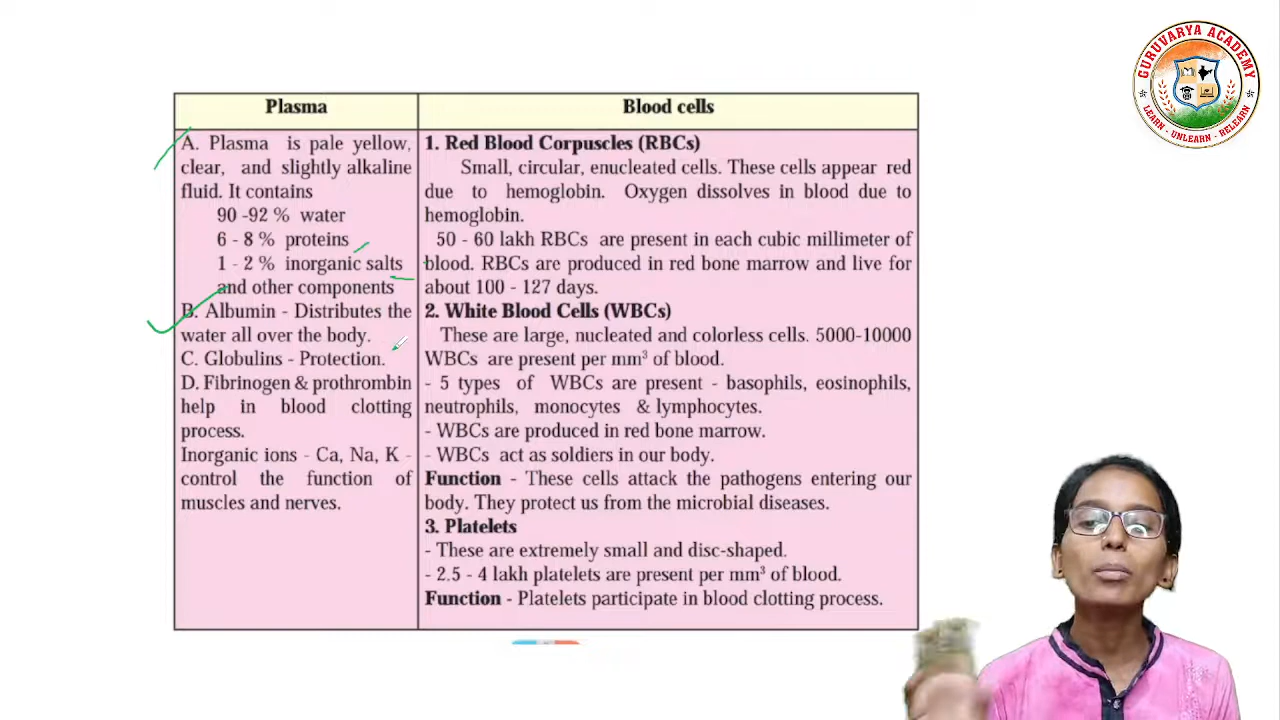 Plasma
A. Plasma is pale yellow,
clear, and slightly alkaline
fluid. It contains
90 -92 % water
6 - 8 % proteins
1 - 2 % inorganic salts
and other components
B. Albumin - Distributes the
water all over the body.
C. Globulins - Protection.
D. Fibrinogen & prothrombin
help in blood clotting
process.
Inorganic ions - Ca, Na, K -
control the function of
muscles and nerves.
Blood cells
1. Red Blood Corpuscles (RBCs)
Small, circular, enucleated cells. These cells appear red
due to hemoglobin. Oxygen dissolves in blood due to
hemoglobin.
50 - 60 lakh RBCs are present in each cubic millimeter of
blood. RBCs are produced in red bone marrow and live for
about 100 - 127 days.
2. White Blood Cells (WBCs)
These are large, nucleated and colorless cells. 5000-10000
WBCs are present per mm³ of blood.
- 5 types of WBCs are present - basophils, eosinophils,
neutrophils, monocytes & lymphocytes.
- WBCs are produced in red bone marrow.
- WBCs act as soldiers in our body.
Function - These cells attack the pathogens entering our
body. They protect us from the microbial diseases.
3. Platelets
- These are extremely small and disc-shaped.
- 2.5 - 4 lakh platelets are present per mm³ of blood.
Function - Platelets participate in blood clotting process.
GURUVARYA ACADEMY
LEARN - UNLEARN - RELEARN